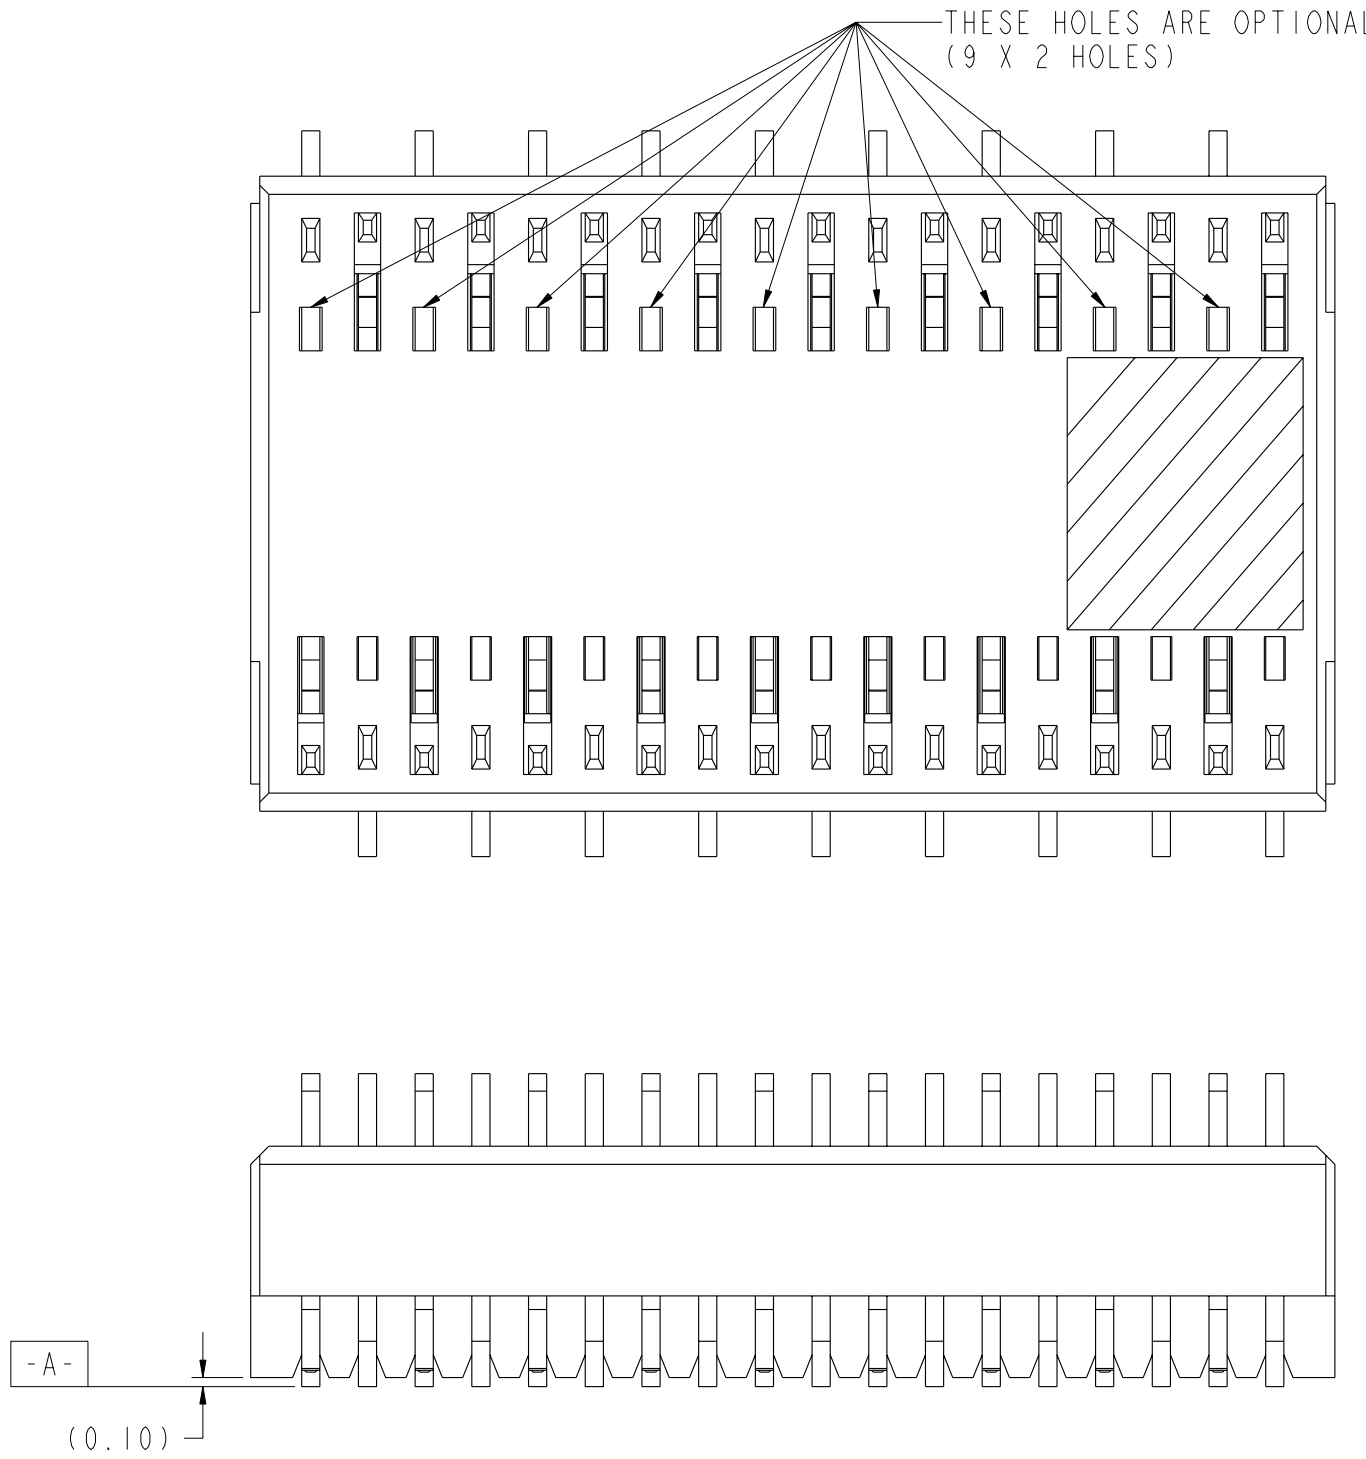 THESE HOLES ARE OPTIONAL
(9 X 2 HOLES)
-A-
(0.10)